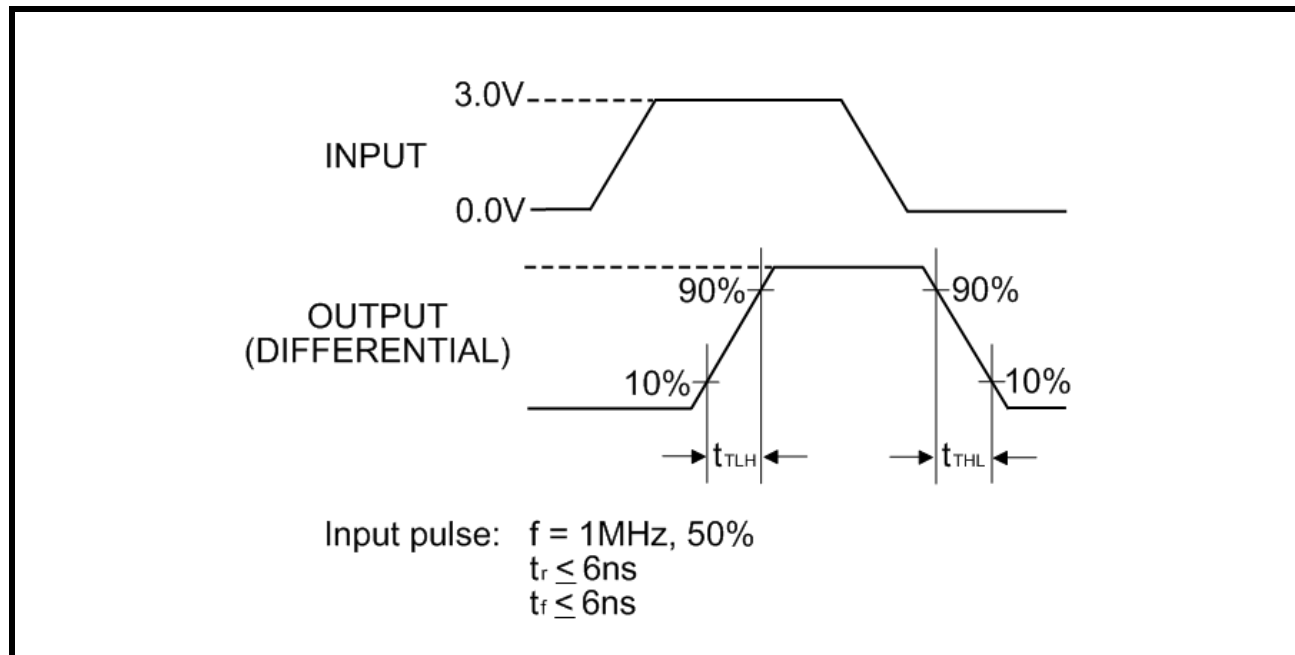 3.0V
INPUT
0.0V
90% 90%
OUTPUT
(DIFFERENTIAL)
10% 10%
tTLH tTHL
Input pulse: f = 1MHz, 50%
tr ≤ 6ns
tf ≤ 6ns